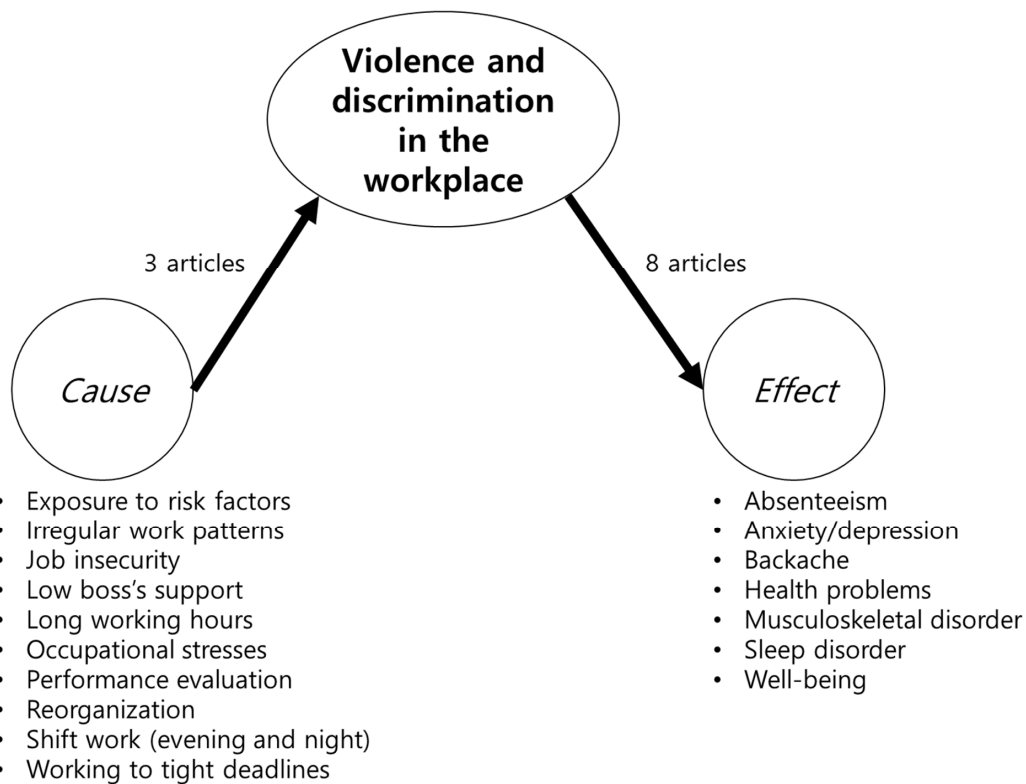 Violence and
discrimination
in the
workplace
3 articles
8 articles
Cause
Effect
• Exposure to risk factors
• Irregular work patterns
• Job insecurity
• Low boss's support
• Long working hours
• Occupational stresses
• Performance evaluation
• Reorganization
• Shift work (evening and night)
• Working to tight deadlines
• Absenteeism
• Anxiety/depression
• Backache
• Health problems
• Musculoskeletal disorder
• Sleep disorder
• Well-being